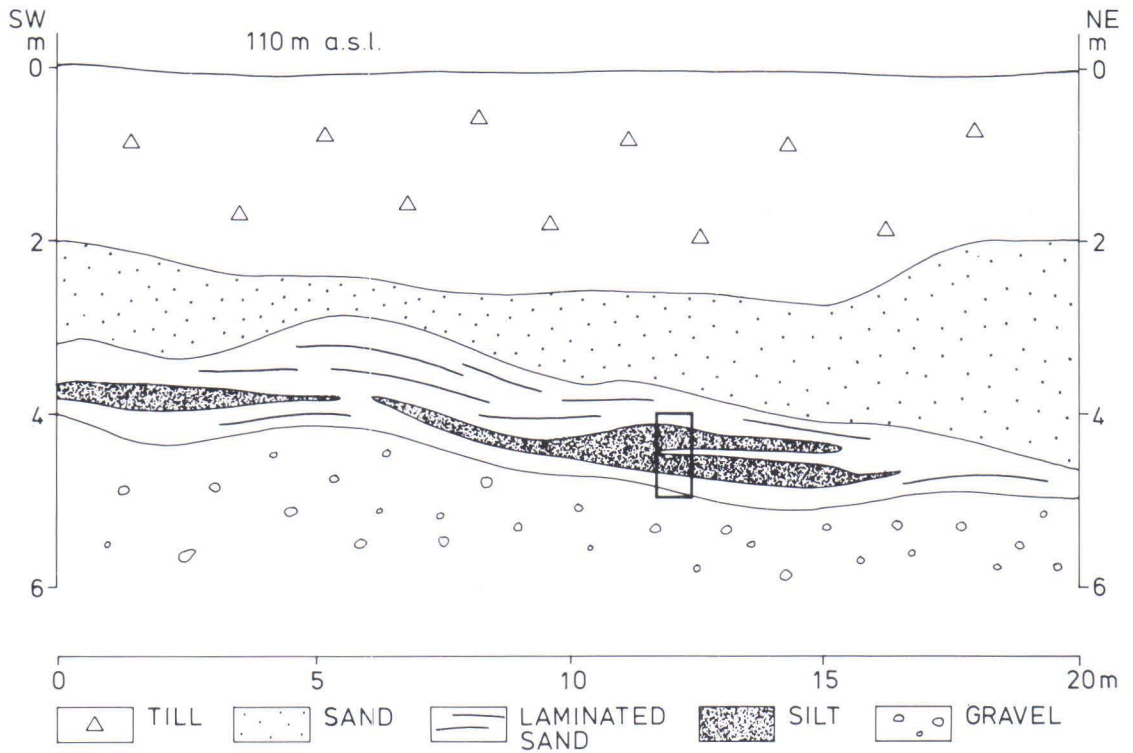 SW NE
m 110 m a.s.l. m
0 0
2 2
4 4
6 6
0 5 10 15 20 m
TILL SAND LAMINATED SILT GRAVEL
SAND